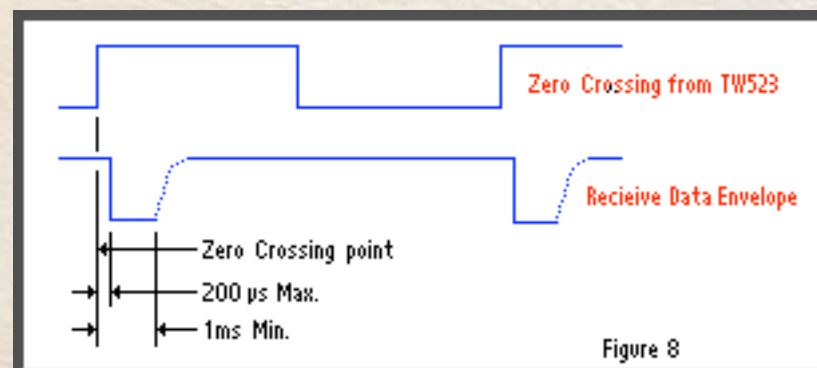 Zero Crossing from TW523
Recieive Data Envelope
Zero Crossing point
200 µs Max.
1ms Min.
Figure 8